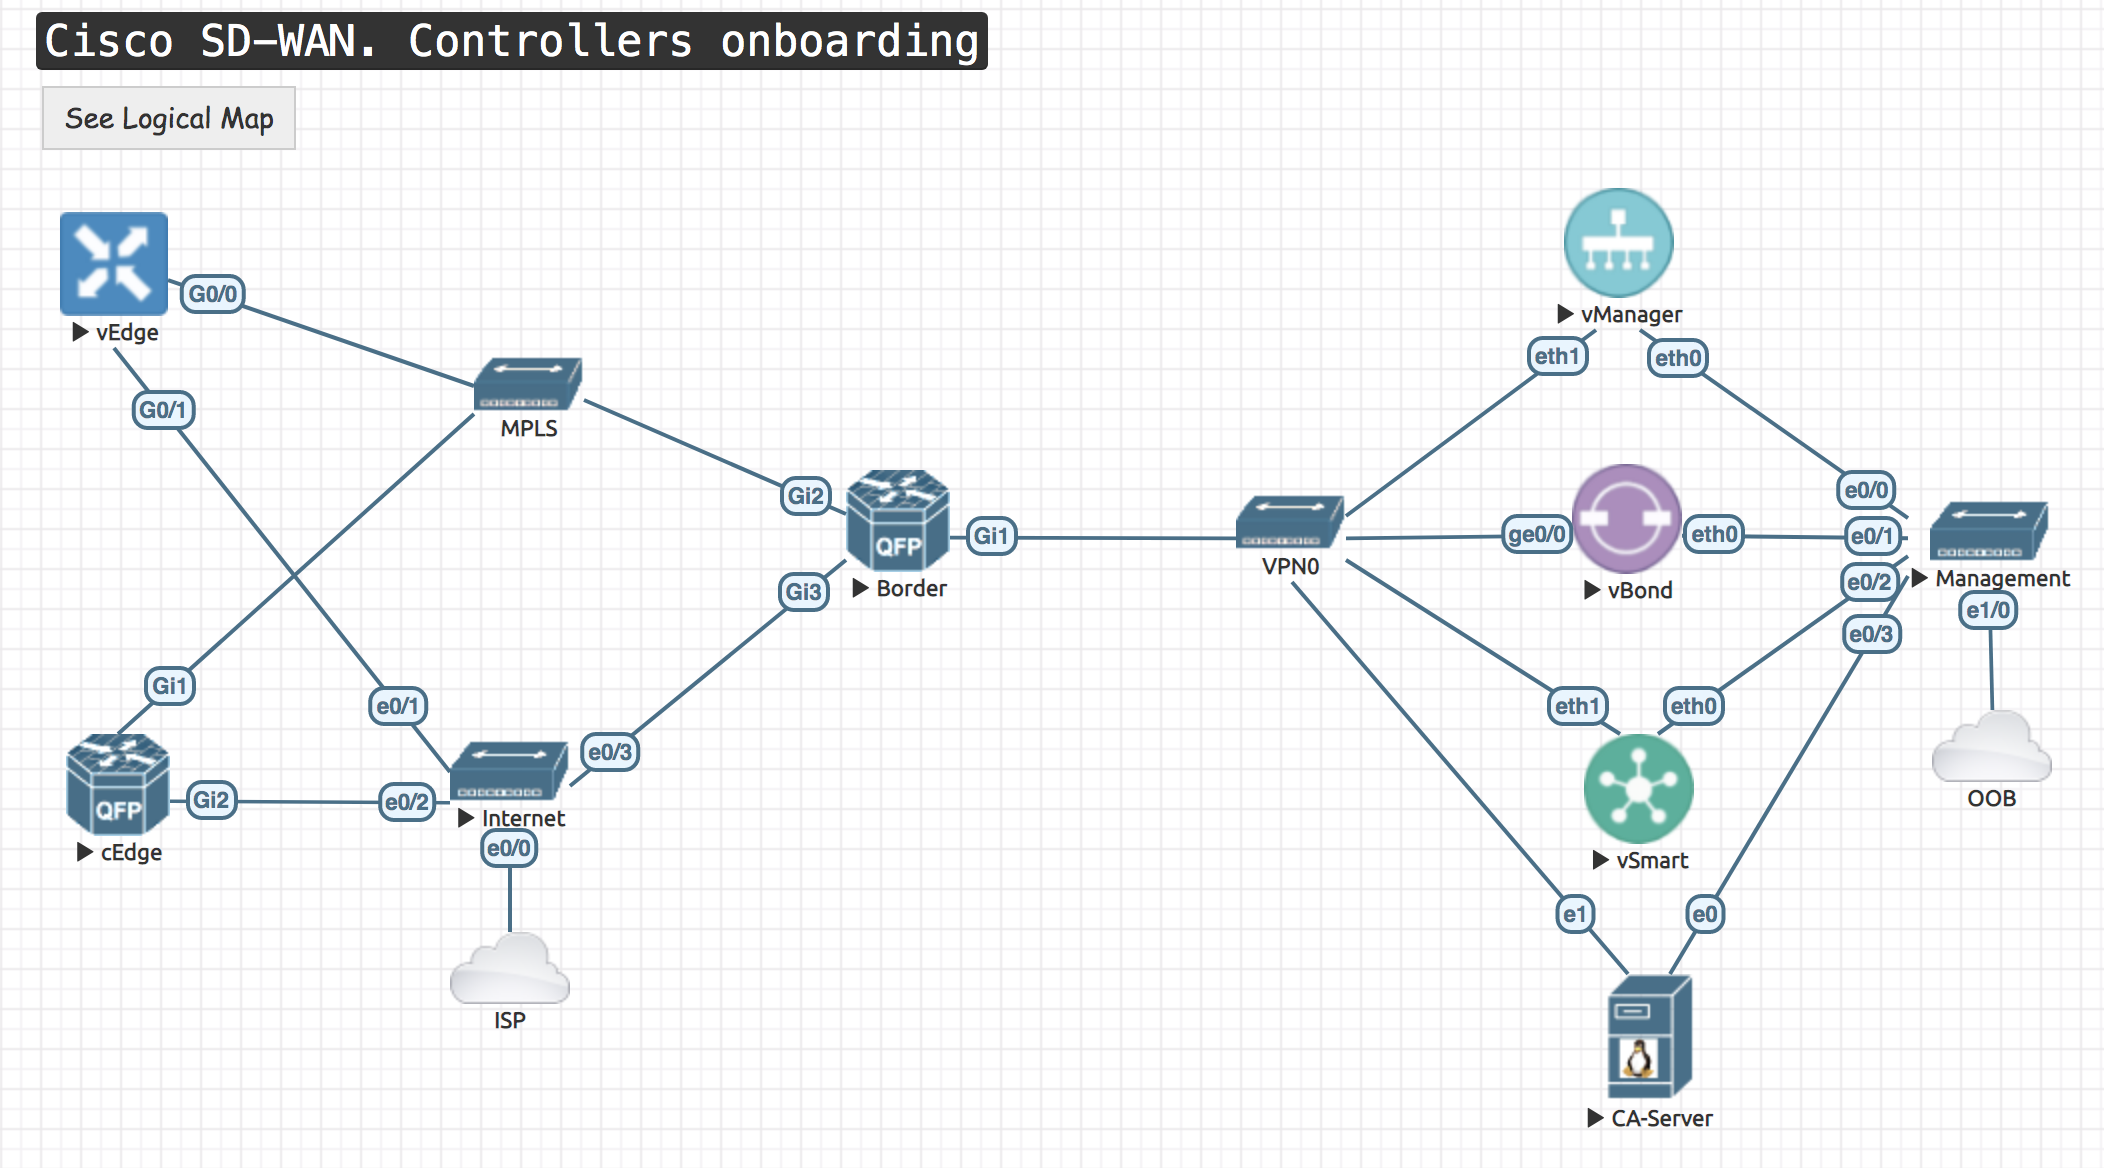 Cisco SD-WAN. Controllers onboarding
See Logical Map
vEdge
G0/0
G0/1
MPLS
Gi1
cEdge
QFP
Gi2
e0/1
e0/2
Internet
e0/0
e0/3
ISP
Gi2
Gi3
QFP
Border
Gi1
VPN0
vManager
eth1
eth0
ge0/0
vBond
eth0
eth1
eth0
vSmart
e1
e0
CA-Server
e0/0
e0/1
e0/2
e0/3
Management
e1/0
OOB